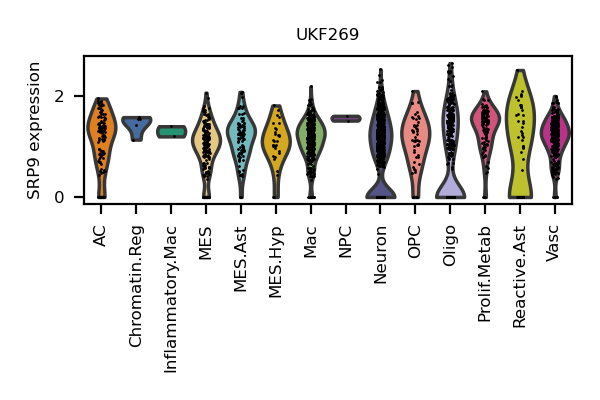 UKF269
SRP9 expression
2
0
AC
Chromatin.Reg
Inflammatory.Mac
MES
MES.Ast
MES.Hyp
Mac
NPC
Neuron
OPC
Oligo
Prolif.Metab
Reactive.Ast
Vasc